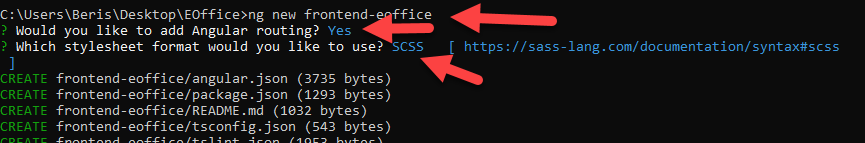 C:\Users\Beris\Desktop\EOffice>ng new frontend-eoffice
? Would you like to add Angular routing? Yes
? Which stylesheet format would you like to use? SCSS   [ https://sass-lang.com/documentation/syntax#scss
 ]
CREATE frontend-eoffice/angular.json (3735 bytes)
CREATE frontend-eoffice/package.json (1293 bytes)
CREATE frontend-eoffice/README.md (1032 bytes)
CREATE frontend-eoffice/tsconfig.json (543 bytes)
CREATE frontend-eoffice/tslint.json (1953 bytes)